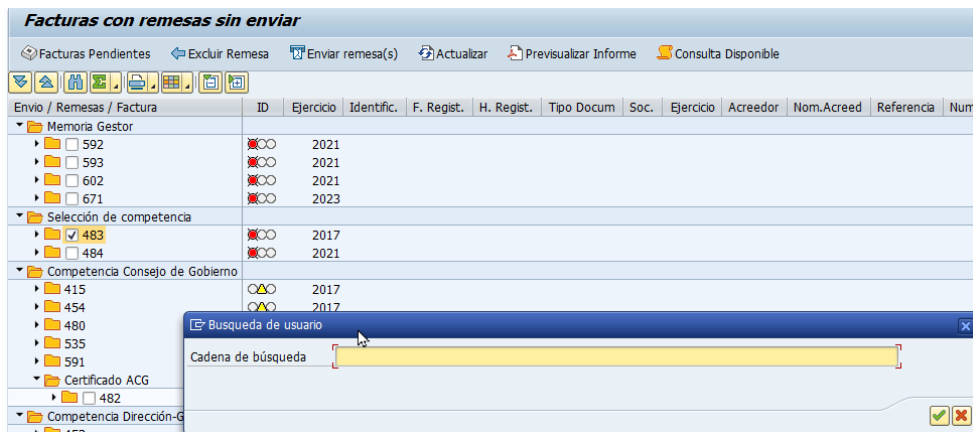 Facturas con remesas sin enviar
Facturas Pendientes Excluir Remesa Enviar remesa(s) Actualizar Previsualizar Informe Consulta Disponible
Envio / Remesas / Factura ID Ejercicio Identific. F. Regist. H. Regist. Tipo Docum Soc. Ejercicio Acreedor Nom.Acreed Referencia Num
Memoria Gestor
592 2021
593 2021
602 2021
671 2023
Selección de competencia
483 2017
484 2021
Competencia Consejo de Gobierno
415 2017
454 2017
480
535
591
Certificado ACG
482
Competencia Dirección-G
Busqueda de usuario
Cadena de búsqueda